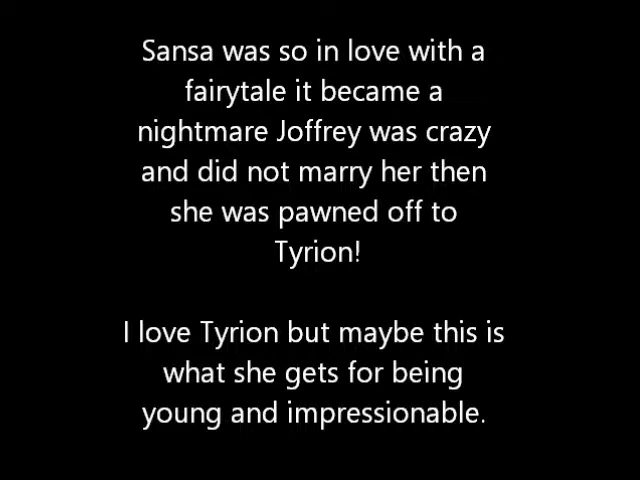 Sansa was so in love with a
fairytale it became a
nightmare Joffrey was crazy
and did not marry her then
she was pawned off to
Tyrion!
I love Tyrion but maybe this is
what she gets for being
young and impressionable.